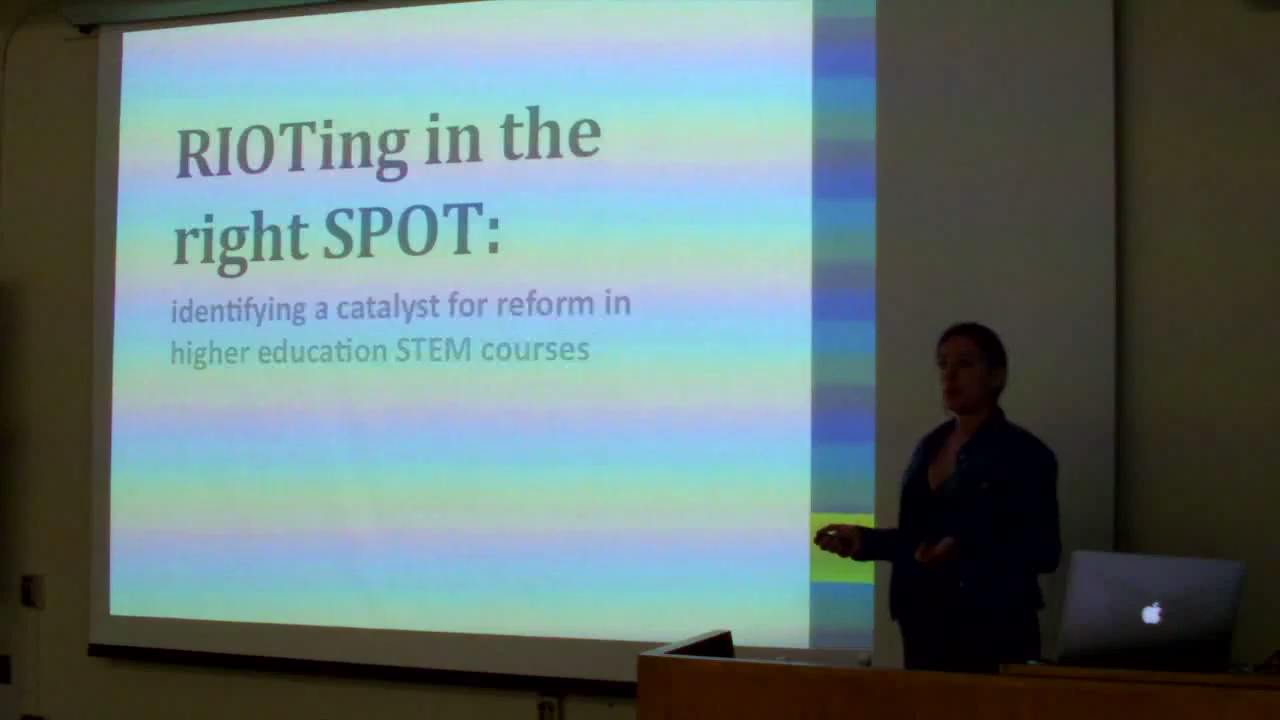 RIOTing in the
right SPOT:
identifying a catalyst for reform in
higher education STEM courses